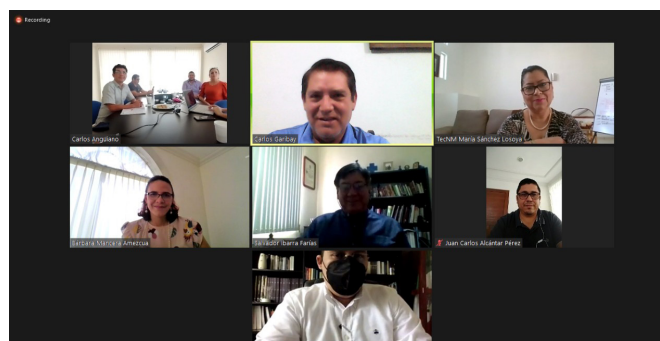 Recording
Carlos Angulano
Carlos Garibay
TecNM María Sánchez Losoya
Barbara Marcela Amezcua
Salvador Ibarra Farías
Juan Carlos Alcántar Pérez